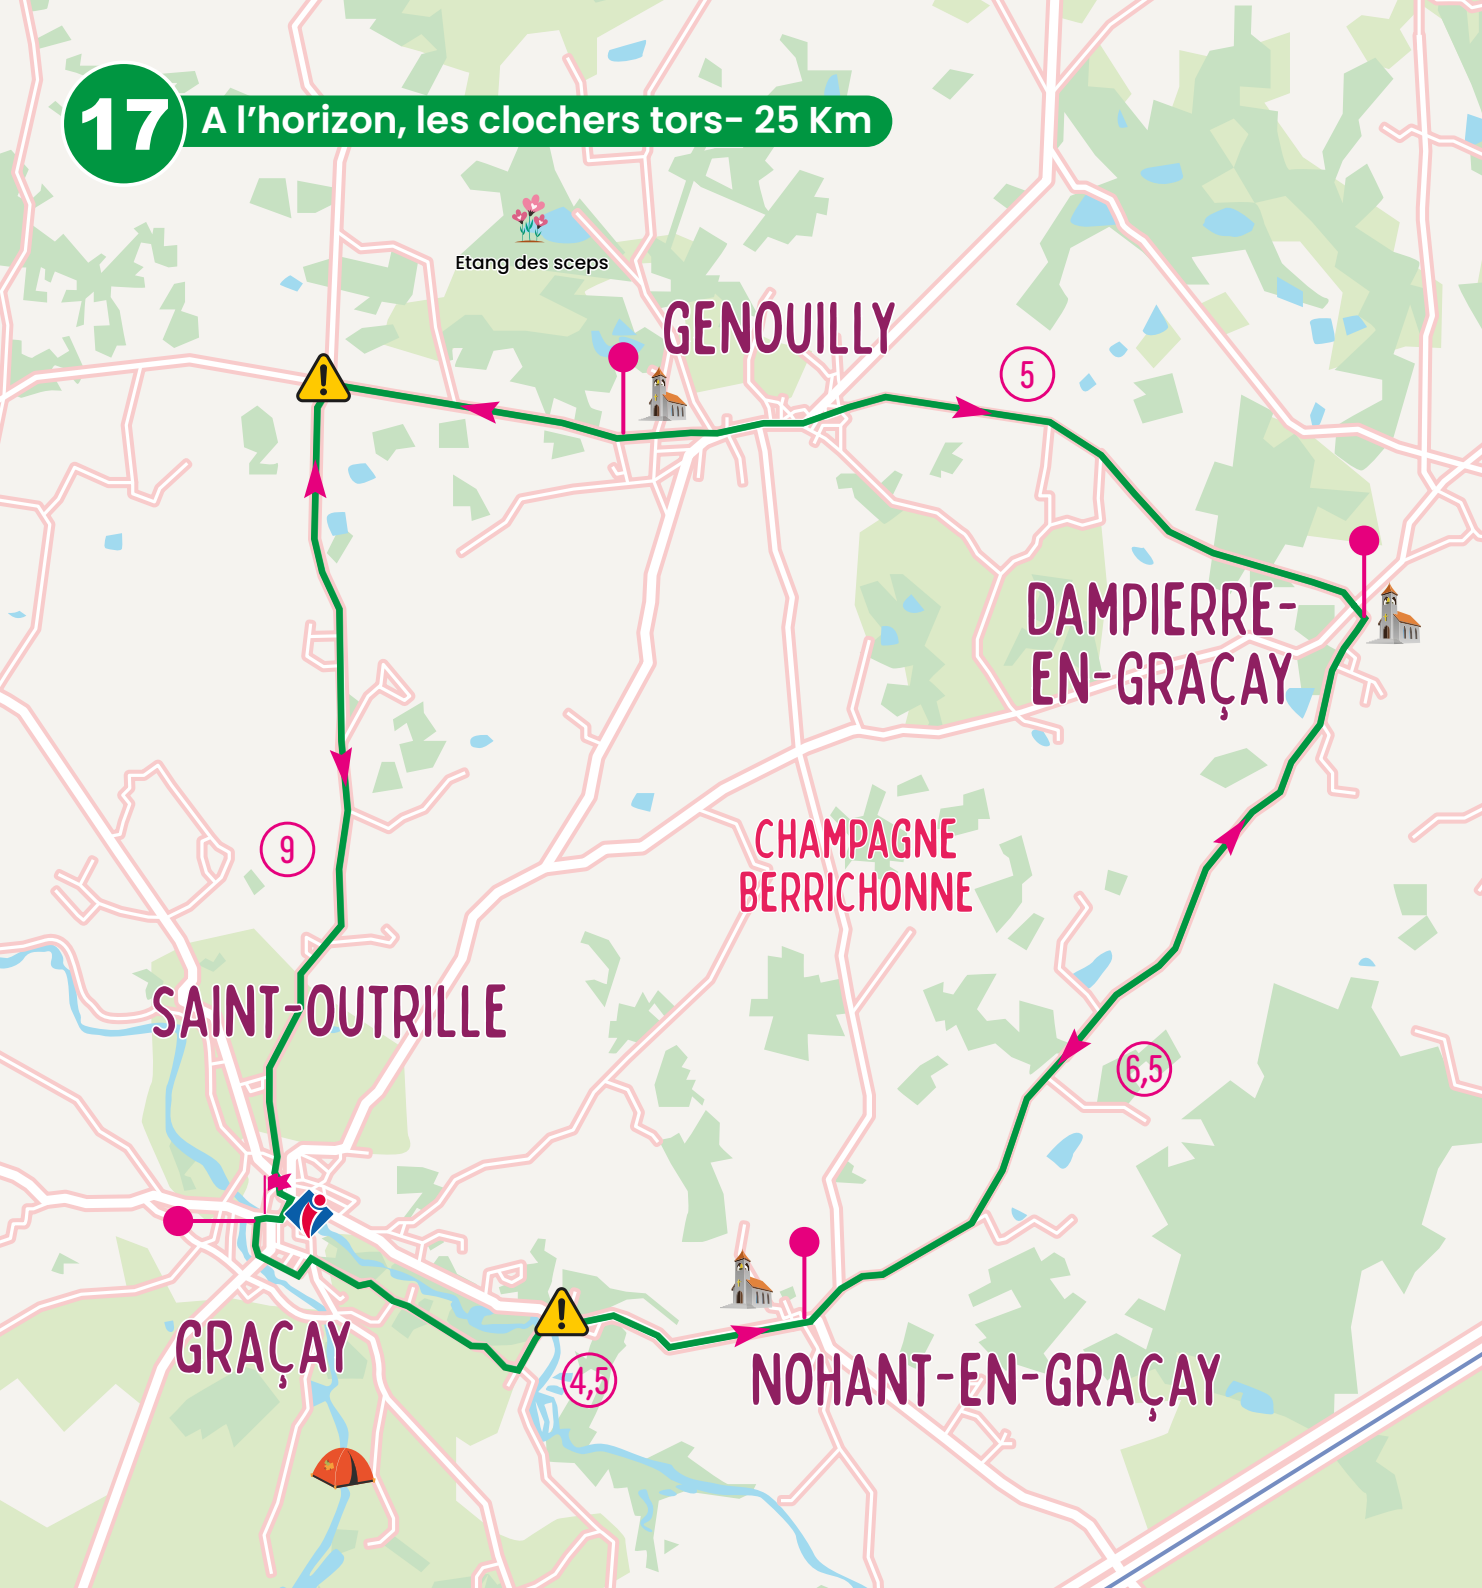 17
A l’horizon, les clochers tors- 25 Km
Etang des sceps
GENOUILLY
5
DAMPIERRE-
EN-GRAÇAY
CHAMPAGNE
BERRICHONNE
9
SAINT-OUTRILLE
6,5
GRAÇAY
4,5
NOHANT-EN-GRAÇAY